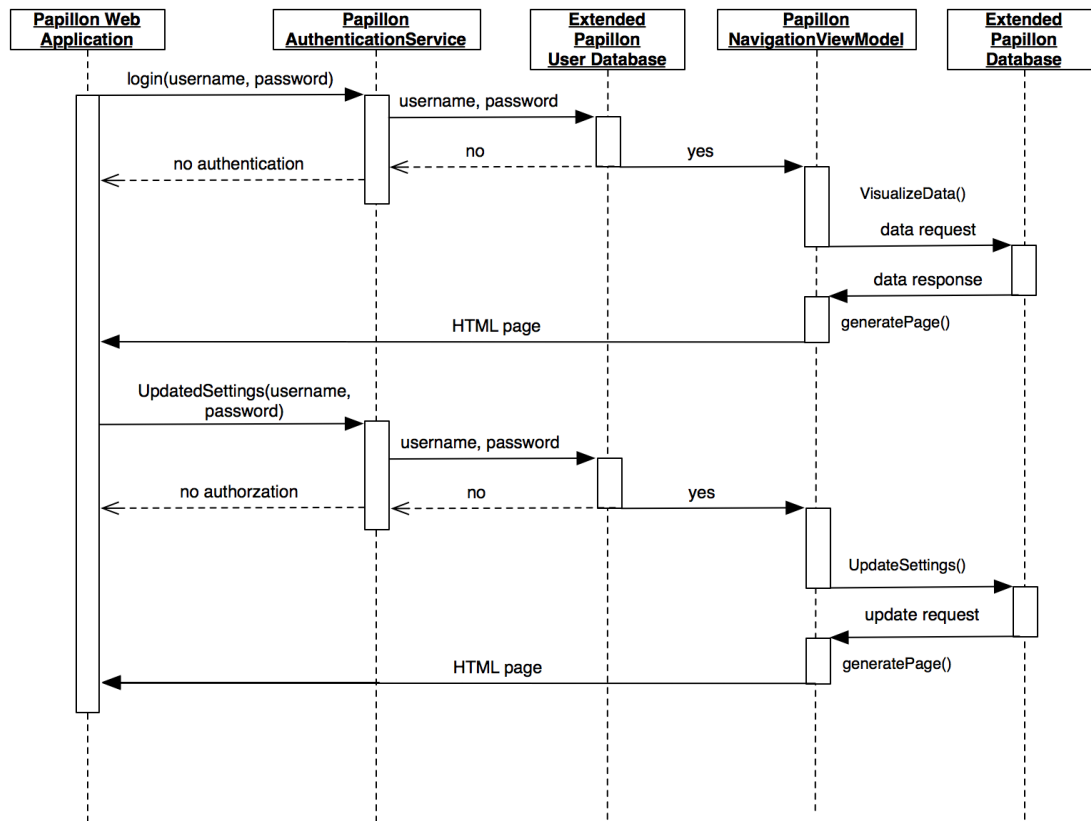 Papillon Web
Application
Papillon
AuthenticationService
Extended
Papillon
User Database
Papillon
NavigationViewModel
Extended
Papillon
Database
login(username, password)
username, password
no authentication
no
yes
VisualizeData()
data request
data response
generatePage()
HTML page
UpdatedSettings(username,
password)
username, password
no authorzation
no
yes
UpdateSettings()
update request
generatePage()
HTML page